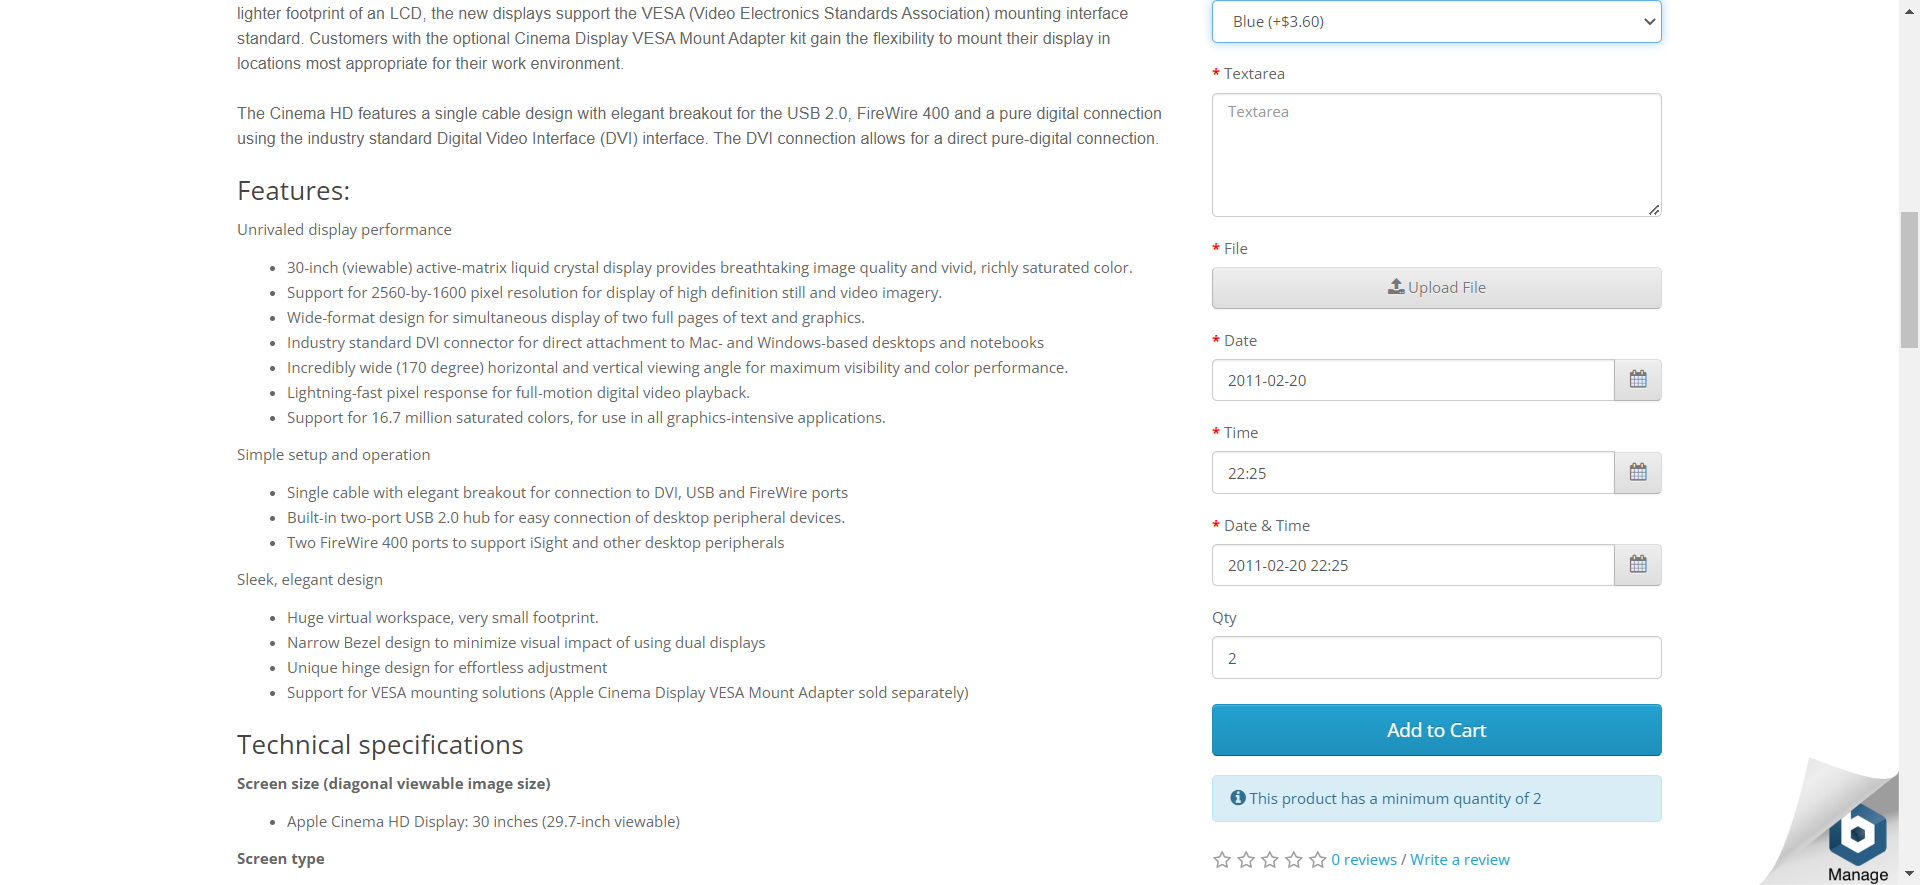 lighter footprint of an LCD, the new displays support the VESA (Video Electronics Standards Association) mounting interface
standard. Customers with the optional Cinema Display VESA Mount Adapter kit gain the flexibility to mount their display in
locations most appropriate for their work environment.
The Cinema HD features a single cable design with elegant breakout for the USB 2.0, FireWire 400 and a pure digital connection
using the industry standard Digital Video Interface (DVI) interface. The DVI connection allows for a direct pure-digital connection.
Features:
Unrivaled display performance
• 30-inch (viewable) active-matrix liquid crystal display provides breathtaking image quality and vivid, richly saturated color.
• Support for 2560-by-1600 pixel resolution for display of high definition still and video imagery.
• Wide-format design for simultaneous display of two full pages of text and graphics.
• Industry standard DVI connector for direct attachment to Mac- and Windows-based desktops and notebooks
• Incredibly wide (170 degree) horizontal and vertical viewing angle for maximum visibility and color performance.
• Lightning-fast pixel response for full-motion digital video playback.
• Support for 16.7 million saturated colors, for use in all graphics-intensive applications.
Simple setup and operation
• Single cable with elegant breakout for connection to DVI, USB and FireWire ports
• Built-in two-port USB 2.0 hub for easy connection of desktop peripheral devices.
• Two FireWire 400 ports to support iSight and other desktop peripherals
Sleek, elegant design
• Huge virtual workspace, very small footprint.
• Narrow Bezel design to minimize visual impact of using dual displays
• Unique hinge design for effortless adjustment
• Support for VESA mounting solutions (Apple Cinema Display VESA Mount Adapter sold separately)
Technical specifications
Screen size (diagonal viewable image size)
• Apple Cinema HD Display: 30 inches (29.7-inch viewable)
Screen type
Blue (+$3.60)
* Textarea
Textarea
* File
Upload File
* Date
2011-02-20
* Time
22:25
* Date & Time
2011-02-20 22:25
Qty
2
Add to Cart
This product has a minimum quantity of 2
0 reviews / Write a review
Manage